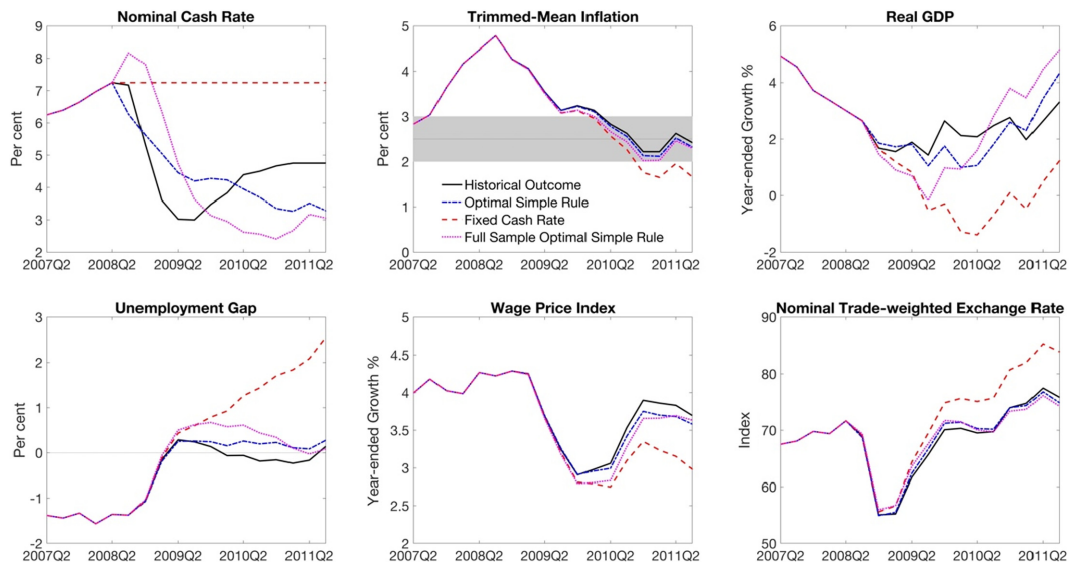 Nominal Cash Rate
Per cent
9
8
7
6
5
4
3
2
2007Q2 2008Q2 2009Q2 2010Q2 2011Q2
Trimmed-Mean Inflation
Per cent
5
4
3
2
1
0
Historical Outcome
Optimal Simple Rule
Fixed Cash Rate
Full Sample Optimal Simple Rule
2007Q2 2008Q2 2009Q2 2010Q2 2011Q2
Real GDP
Year-ended Growth %
6
4
2
0
-2
2007Q2 2008Q2 2009Q2 2010Q2 2011Q2
Unemployment Gap
Per cent
3
2
1
0
-1
-2
2007Q2 2008Q2 2009Q2 2010Q2 2011Q2
Wage Price Index
Year-ended Growth %
5
4.5
4
3.5
3
2.5
2
2007Q2 2008Q2 2009Q2 2010Q2 2011Q2
Nominal Trade-weighted Exchange Rate
Index
90
80
70
60
50
2007Q2 2008Q2 2009Q2 2010Q2 2011Q2